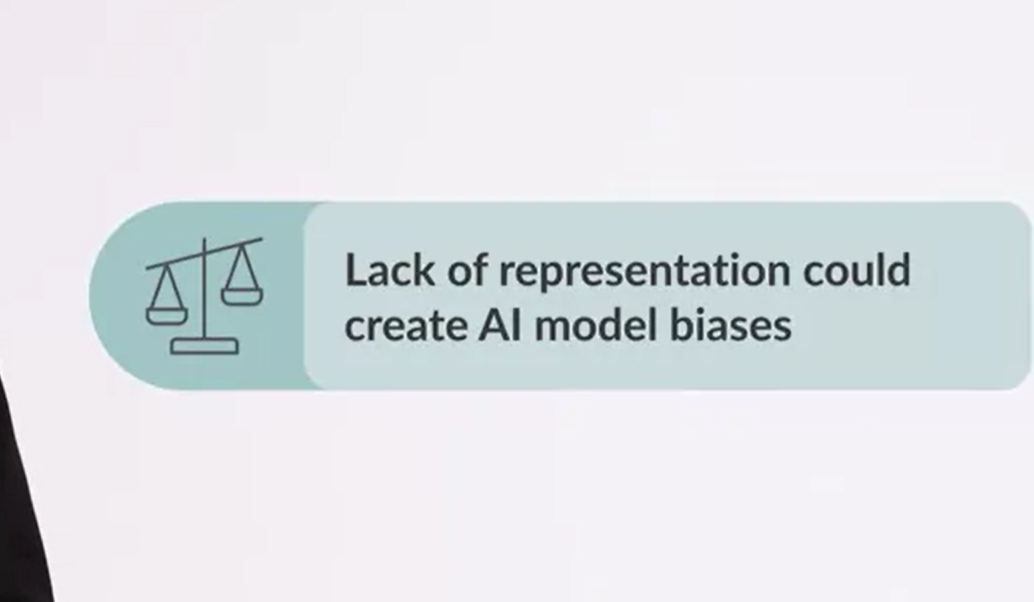 Lack of representation could
create AI model biases